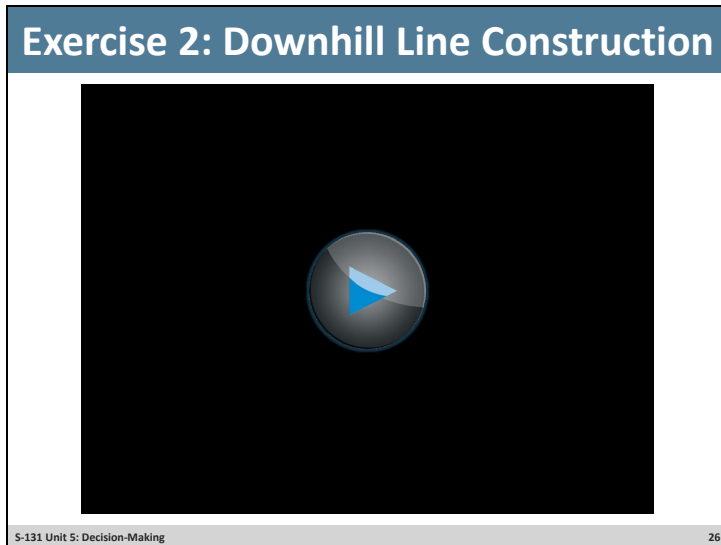 Exercise 2: Downhill Line Construction
S-131 Unit 5: Decision-Making 26